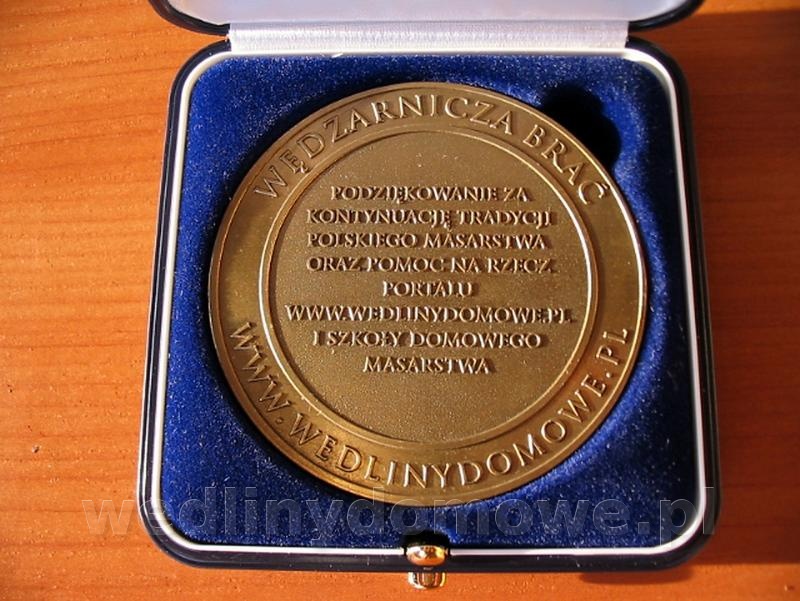 WĘDZARNICZA BRAĆ
PODZIĘKOWANIE ZA
KONTYNUACJĘ TRADYCJI
POLSKIEGO MASARSTWA
ORAZ POMOC NA RZECZ
PORTALU
WWW.WEDLINYDOMOWE.PL
I SZKOŁY DOMOWEGO
MASARSTWA
WWW.WĘDLINYDOMOWE.PL
wedlinydomowe.pl